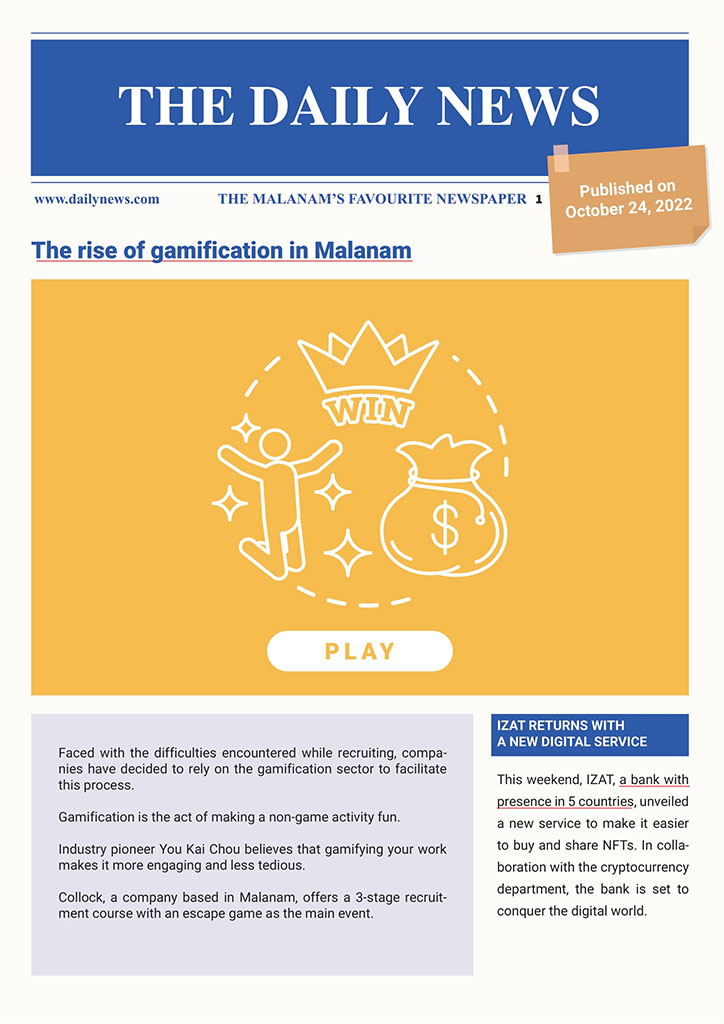 THE DAILY NEWS
www.dailynews.com
THE MALANAM'S FAVOURITE NEWSPAPER 1
Published on
October 24, 2022
The rise of gamification in Malanam
WIN
$
PLAY
Faced with the difficulties encountered while recruiting, compa-
nies have decided to rely on the gamification sector to facilitate
this process.
Gamification is the act of making a non-game activity fun.
Industry pioneer You Kai Chou believes that gamifying your work
makes it more engaging and less tedious.
Collock, a company based in Malanam, offers a 3-stage recruit-
ment course with an escape game as the main event.
IZAT RETURNS WITH
A NEW DIGITAL SERVICE
This weekend, IZAT, a bank with
presence in 5 countries, unveiled
a new service to make it easier
to buy and share NFTs. In colla-
boration with the cryptocurrency
department, the bank is set to
conquer the digital world.